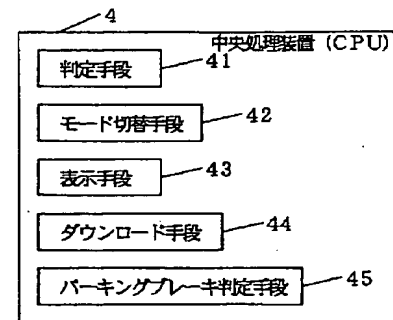 4
中央処理装置(CPU)
判定手段 41
モード切替手段 42
表示手段 43
ダウンロード手段 44
パーキングブレーキ判定手段 45